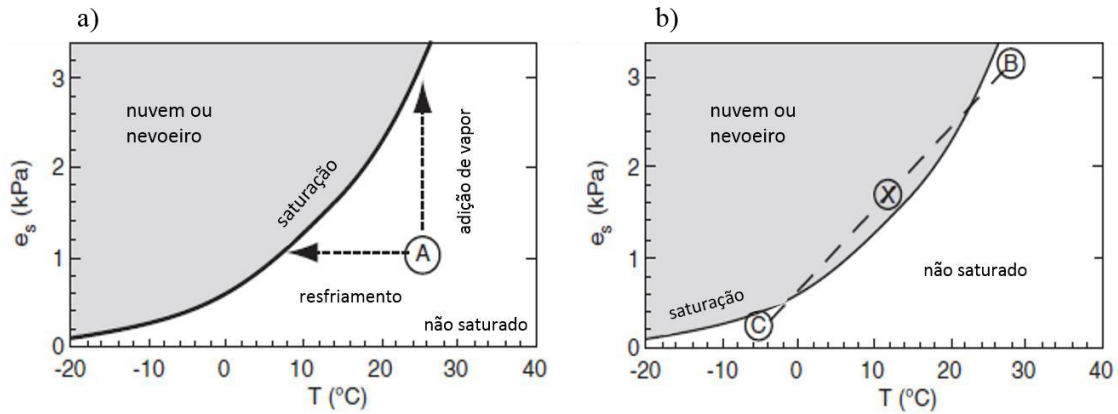 a)
3
2
1
0
e_s (kPa)
nuvem ou
nevoeiro
saturação
adição de vapor
A
resfriamento
não saturado
-20
-10
0
10
20
30
40
T (ºC)
b)
3
2
1
0
e_s (kPa)
nuvem ou
nevoeiro
B
X
não saturado
saturação
C
-20
-10
0
10
20
30
40
T (ºC)